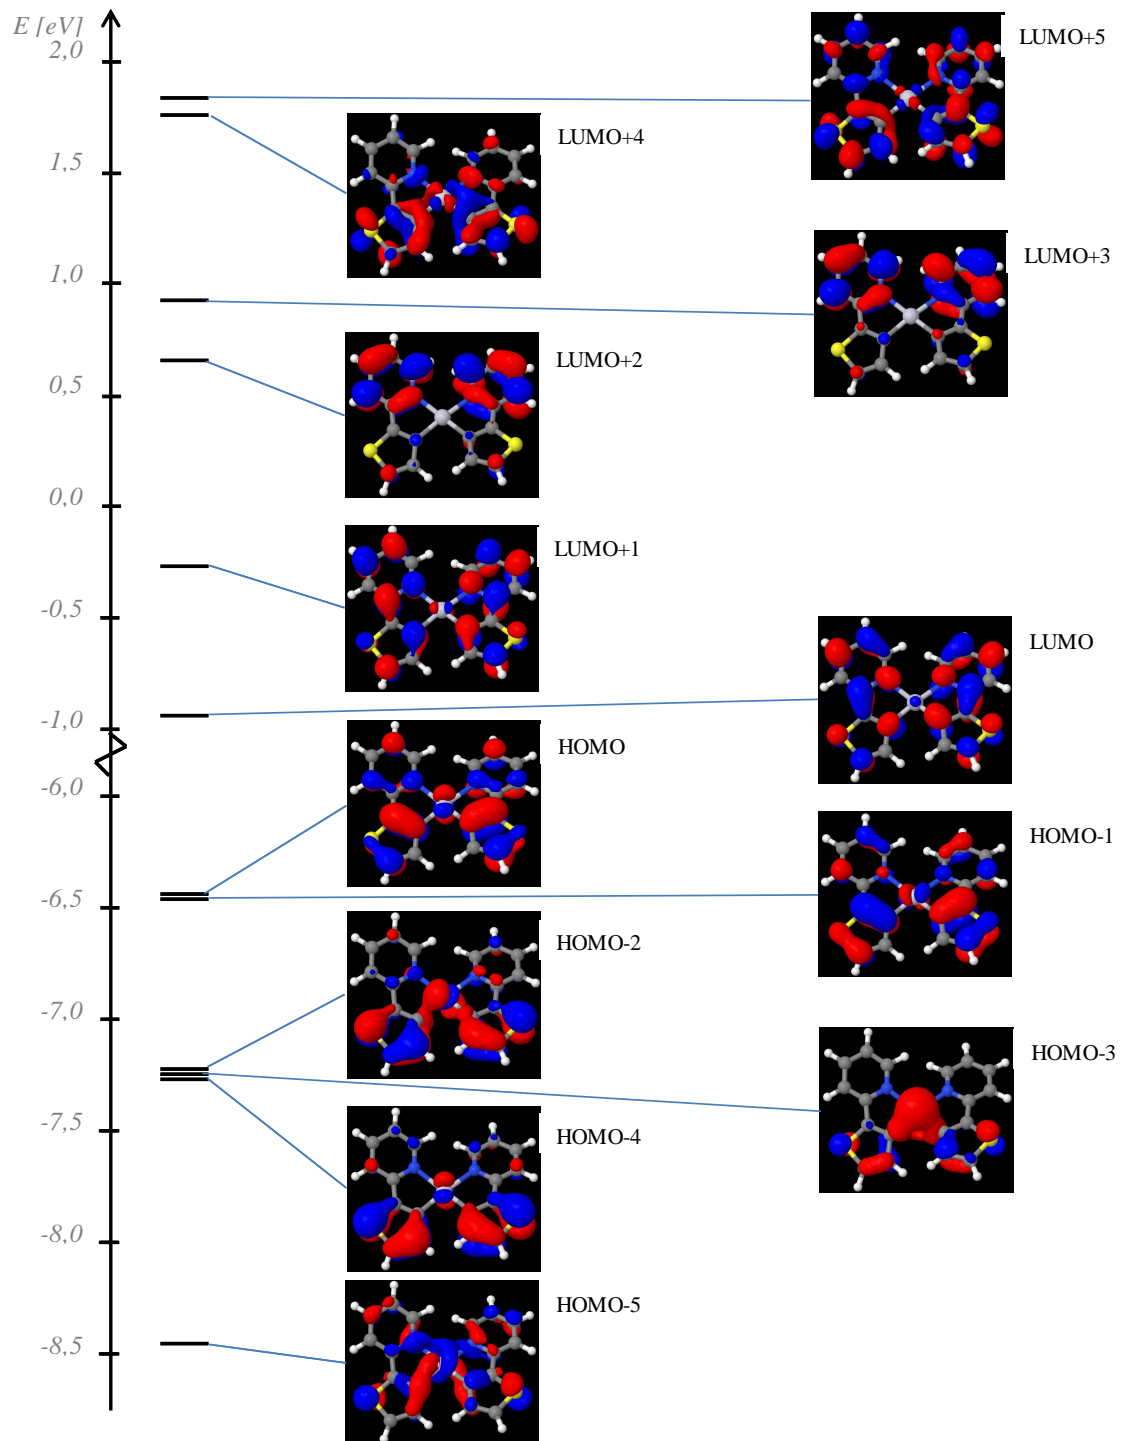 E [eV]
2,0
LUMO+5
LUMO+4
1,5
LUMO+3
1,0
LUMO+2
0,5
0,0
LUMO+1
-0,5
LUMO
-1,0
HOMO
-6,0
HOMO-1
-6,5
HOMO-2
-7,0
HOMO-3
-7,5
HOMO-4
-8,0
HOMO-5
-8,5